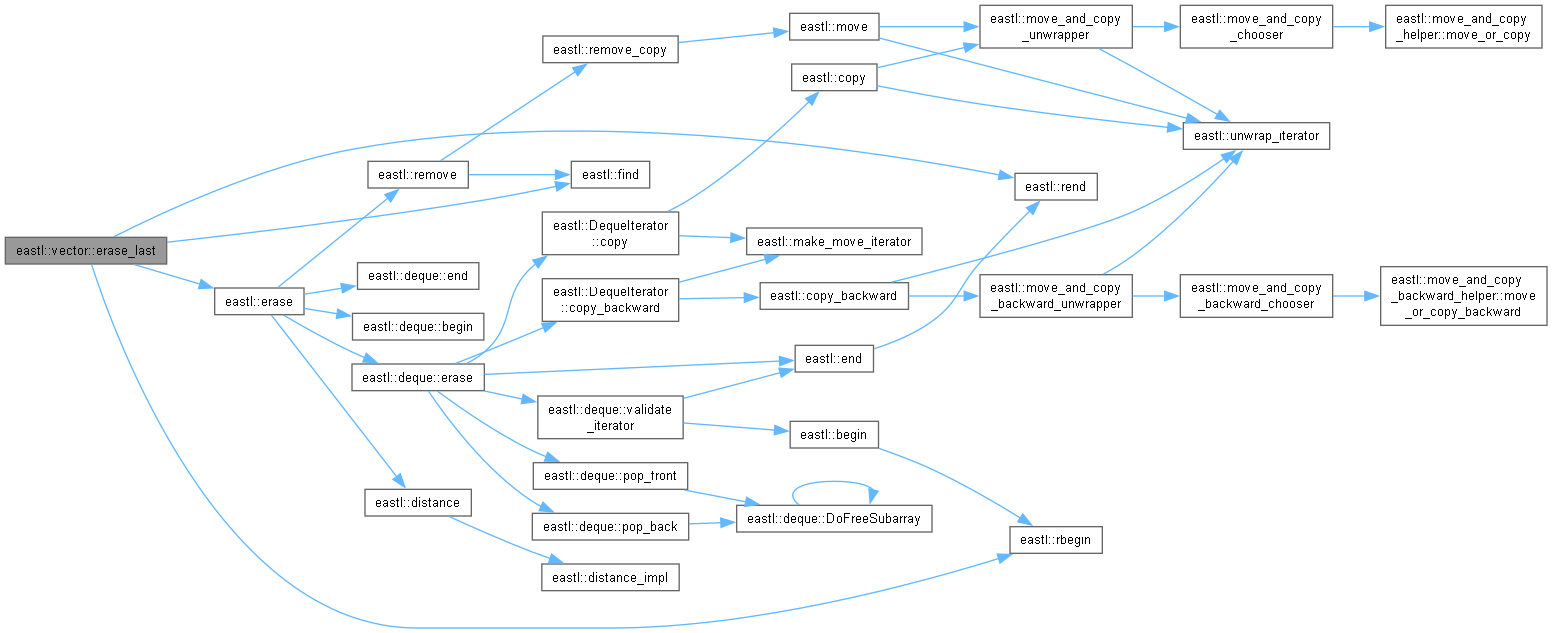 eastl::vector::erase_last
eastl::erase
eastl::remove
eastl::deque::end
eastl::deque::begin
eastl::deque::erase
eastl::distance
eastl::remove_copy
eastl::find
eastl::DequeIterator
::copy
eastl::DequeIterator
::copy_backward
eastl::deque::validate
_iterator
eastl::deque::pop_front
eastl::deque::pop_back
eastl::distance_impl
eastl::move
eastl::copy
eastl::make_move_iterator
eastl::copy_backward
eastl::end
eastl::begin
eastl::deque::DoFreeSubarray
eastl::move_and_copy
_unwrapper
eastl::rend
eastl::move_and_copy
_backward_unwrapper
eastl::rbegin
eastl::move_and_copy
_chooser
eastl::unwrap_iterator
eastl::move_and_copy
_backward_chooser
eastl::move_and_copy
_helper::move_or_copy
eastl::move_and_copy
_backward_helper::move
_or_copy_backward